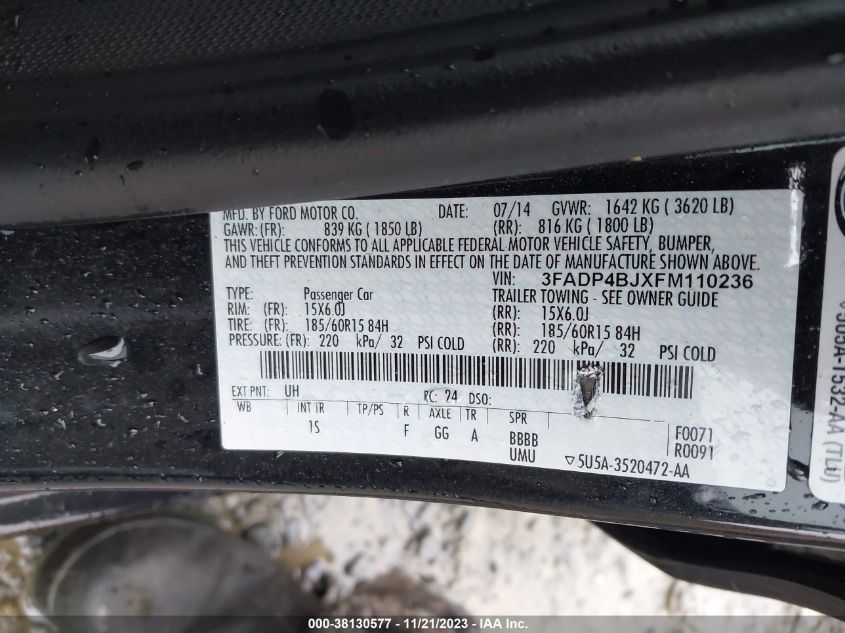 MFD. BY FORD MOTOR CO. DATE: 07/14 GVWR: 1642 KG ( 3620 LB)
GAWR: (FR): 839 KG ( 1850 LB) (RR): 816 KG ( 1800 LB)
THIS VEHICLE CONFORMS TO ALL APPLICABLE FEDERAL MOTOR VEHICLE SAFETY, BUMPER,
AND THEFT PREVENTION STANDARDS IN EFFECT ON THE DATE OF MANUFACTURE SHOWN ABOVE.
VIN: 3FADP4BJXFM110236
TYPE: Passenger Car TRAILER TOWING - SEE OWNER GUIDE
RIM: (FR): 15X6.0J (RR): 15X6.0J
TIRE: (FR): 185/60R15 84H (RR): 185/60R15 84H
PRESSURE: (FR): 220 kPa/ 32 PSI COLD (RR): 220 kPa/ 32 PSI COLD
EXT PNT: UH RC: 24 DSO:
WB INT TR TP/PS R AXLE TR SPR
1S F GG A BBBB F0071
UMU R0091
▽5U5A-3520472-AA
(TLU)
000-38130577 - 11/21/2023 - IAAI.COM